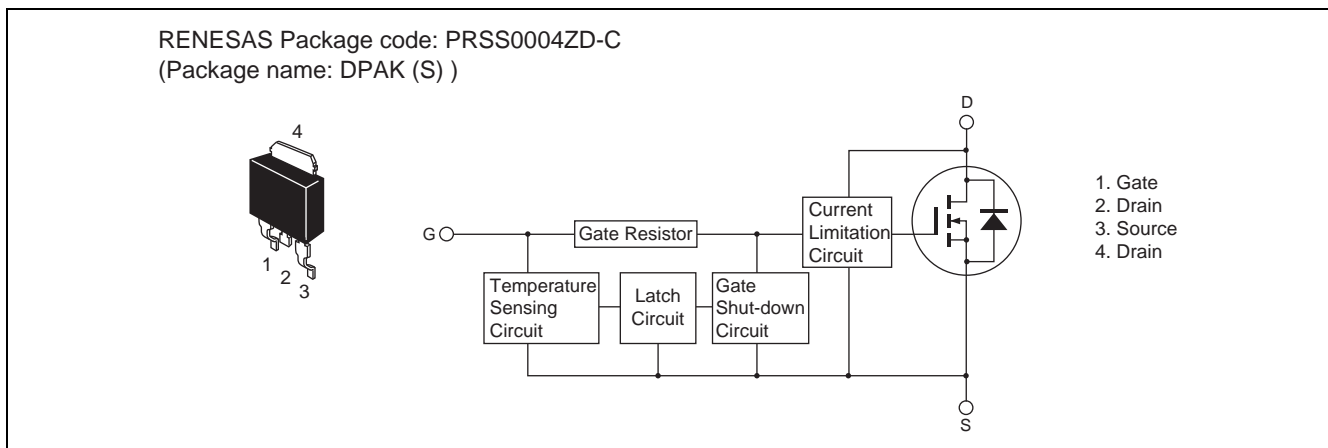 RENESAS Package code: PRSS0004ZD-C
(Package name: DPAK (S) )
4
1
2
3
D
G
Gate Resistor
Current
Limitation
Circuit
Temperature
Sensing
Circuit
Latch
Circuit
Gate
Shut-down
Circuit
S
1. Gate
2. Drain
3. Source
4. Drain